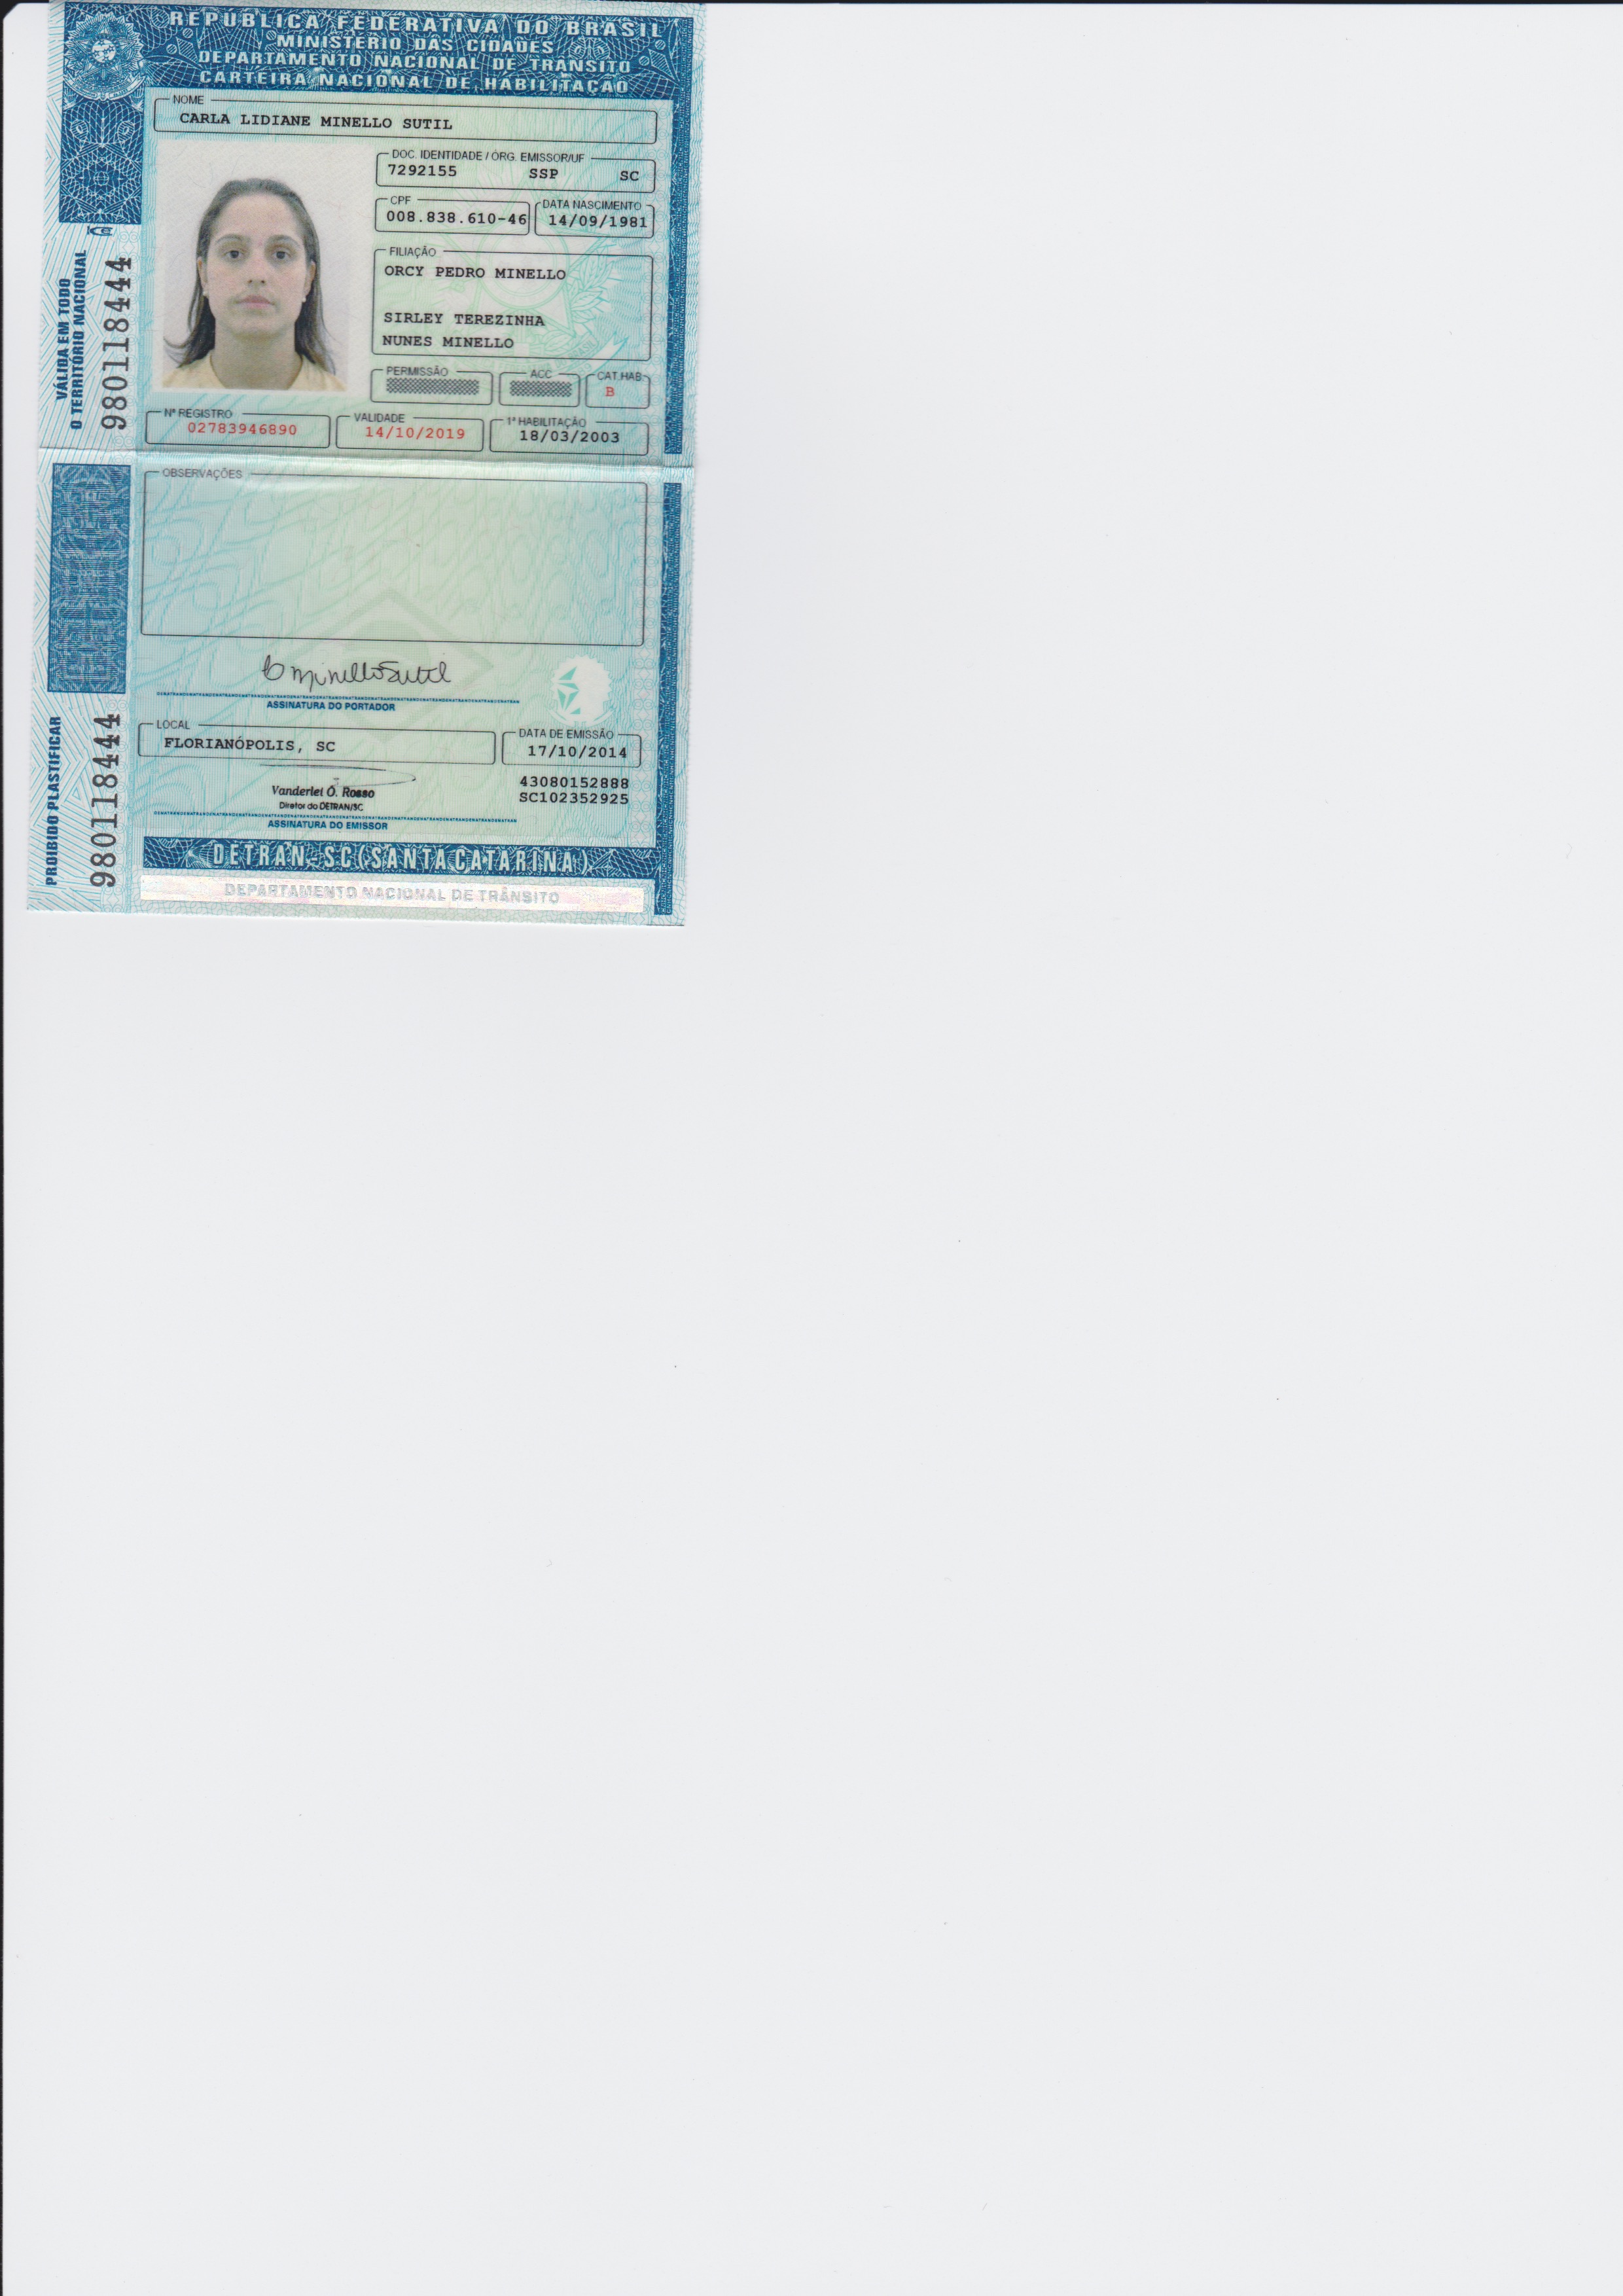 REPÚBLICA FEDERATIVA DO BRASIL
MINISTÉRIO DAS CIDADES
DEPARTAMENTO NACIONAL DE TRÂNSITO
CARTEIRA NACIONAL DE HABILITAÇÃO
NOME
CARLA LIDIANE MINELLO SUTIL
DOC. IDENTIDADE / ÓRG. EMISSOR/UF
7292155 SSP SC
CPF DATA NASCIMENTO
008.838.610-46 14/09/1981
FILIAÇÃO
ORCY PEDRO MINELLO
SIRLEY TEREZINHA
NUNES MINELLO
PERMISSÃO ACC CAT.HAB.
B
Nº REGISTRO VALIDADE 1ª HABILITAÇÃO
02783946890 14/10/2019 18/03/2003
VÁLIDA EM TODO
O TERRITÓRIO NACIONAL
980118444
OBSERVAÇÕES
C Minello Sutil
ASSINATURA DO PORTADOR
LOCAL DATA DE EMISSÃO
FLORIANÓPOLIS, SC 17/10/2014
Vanderlei O. Rosso
Diretor do DETRAN/SC
43080152888
SC102352925
ASSINATURA DO EMISSOR
PROIBIDO PLASTIFICAR
980118444
DETRAN-SC(SANTA CATARINA)
DEPARTAMENTO NACIONAL DE TRÂNSITO